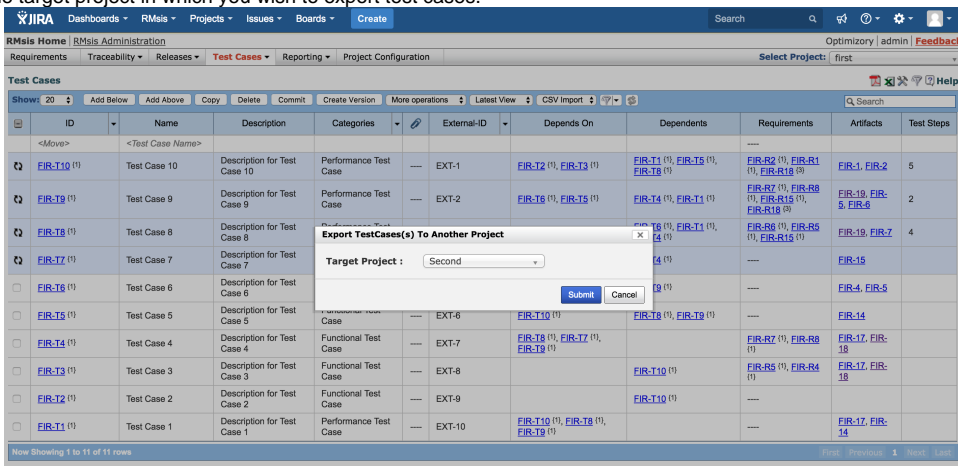 target project in which you wish to export test cases.
JIRA Dashboards RMsis Projects Issues Boards Create Search
RMsis Home RMsis Administration Optimizory admin Feedback
Requirements Traceability Releases Test Cases Reporting Project Configuration Select Project: first
Test Cases Help
Show: 20 Add Below Add Above Copy Delete Commit Create Version More operations Latest View CSV Import Search
ID Name Description Categories External-ID Depends On Dependents Requirements Artifacts Test Steps
<Move> <Test Case Name> ----
FIR-T10 {1} Test Case 10 Description for Test Case 10 Performance Test Case ---- EXT-1 FIR-T2 {1}, FIR-T3 {1} FIR-T1 {1}, FIR-T5 {1}, FIR-T8 {1} FIR-R2 {1}, FIR-R1 {1}, FIR-R18 {3} FIR-1, FIR-2 5
FIR-T9 {1} Test Case 9 Description for Test Case 9 Performance Test Case ---- EXT-2 FIR-T6 {1}, FIR-T5 {1} FIR-T4 {1}, FIR-T1 {1} FIR-R7 {1}, FIR-R8 {1}, FIR-R15 {1}, FIR-R18 {3} FIR-19, FIR-5, FIR-6 2
FIR-T8 {1} Test Case 8 Description for Test Case 8 FIR-T1 {1}, FIR-R6 {1}, FIR-R5 {1}, FIR-R15 {1} FIR-19, FIR-7 4
Export TestCases(s) To Another Project
Target Project : Second
Submit Cancel
FIR-T7 {1} Test Case 7 Description for Test Case 7 ---- FIR-15
FIR-T6 {1} Test Case 6 Description for Test Case 6 ---- FIR-4, FIR-5
FIR-T5 {1} Test Case 5 Description for Test Case 5 Functional Test Case ---- EXT-6 FIR-T10 {1} FIR-T8 {1}, FIR-T9 {1} ---- FIR-14
FIR-T4 {1} Test Case 4 Description for Test Case 4 Functional Test Case ---- EXT-7 FIR-T8 {1}, FIR-T7 {1}, FIR-T9 {1} FIR-R7 {1}, FIR-R8 {1} FIR-17, FIR-18
FIR-T3 {1} Test Case 3 Description for Test Case 3 Functional Test Case ---- EXT-8 FIR-T10 {1} FIR-R5 {1}, FIR-R4 {1} FIR-17, FIR-18
FIR-T2 {1} Test Case 2 Description for Test Case 2 Functional Test Case ---- EXT-9 FIR-T10 {1} ----
FIR-T1 {1} Test Case 1 Description for Test Case 1 Performance Test Case ---- EXT-10 FIR-T10 {1}, FIR-T8 {1}, FIR-T9 {1} ---- FIR-17, FIR-14
Now Showing 1 to 11 of 11 rows First Previous 1 Next Last